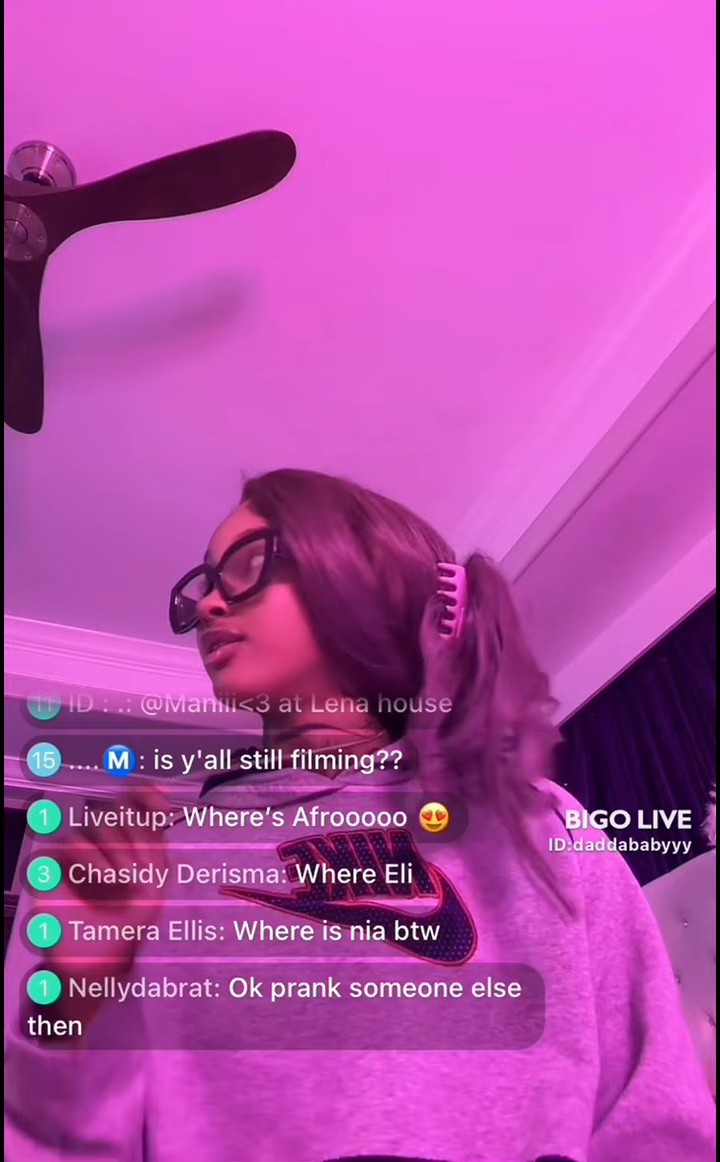 11 ID : .: @Maniii<3 at Lena house
15 ....Ⓜ️: is y'all still filming??
1 Liveitup: Where’s Afrooooo 😍
BIGO LIVE
ID:daddababyyy
3 Chasidy Derisma: Where Eli
NIKE
1 Tamera Ellis: Where is nia btw
1 Nellydabrat: Ok prank someone else
then